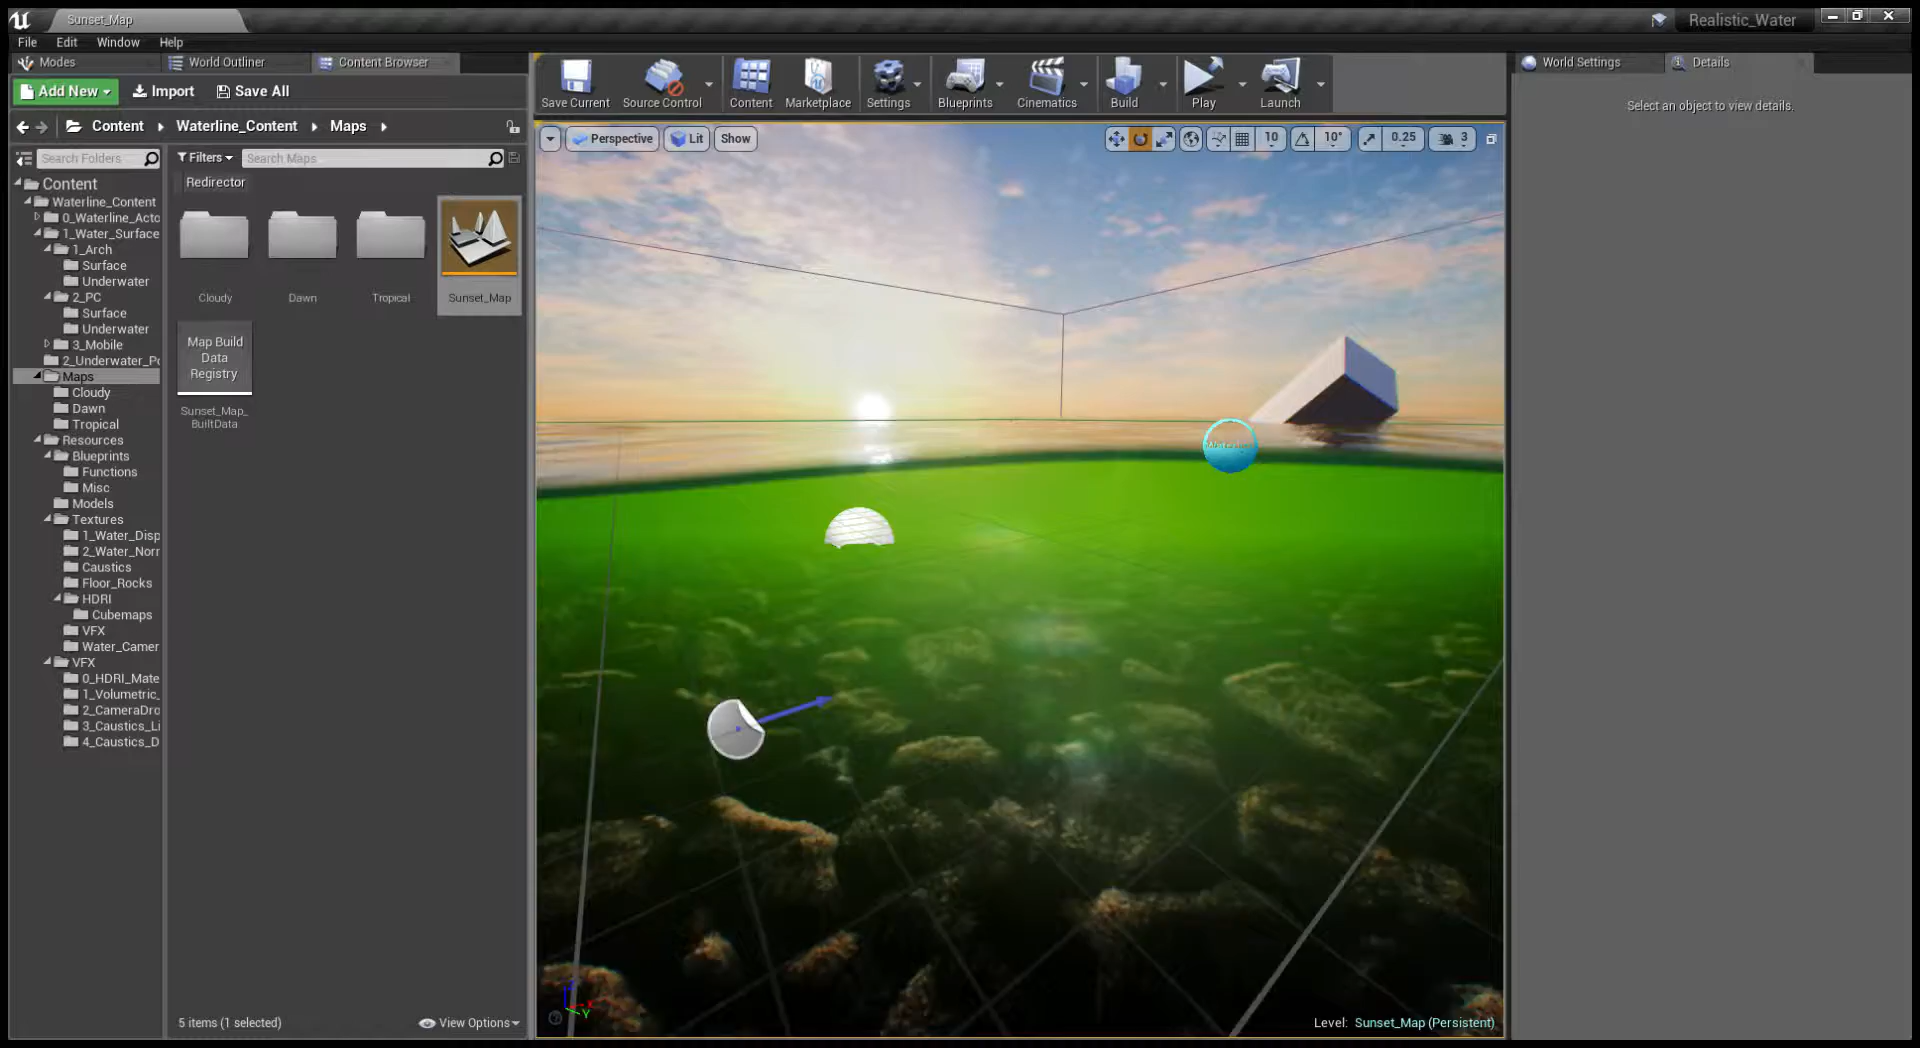 Sunset_Map
Realistic_Water
File Edit Window Help
Modes World Outliner Content Browser
World Settings Details
Add New Import Save All
Save Current Source Control Content Marketplace Settings Blueprints Cinematics Build Play Launch
Select an object to view details.
Content Waterline_Content Maps
Search Folders Filters Search Maps
Perspective Lit Show 10 10° 0.25 3
Redirector
Content
Waterline_Content
0_Waterline_Acto
1_Water_Surface
1_Arch
Surface
Underwater
2_PC
Surface
Underwater
3_Mobile
2_Underwater_Po
Maps
Cloudy
Dawn
Tropical
Resources
Blueprints
Functions
Misc
Models
Textures
1_Water_Disp
2_Water_Norr
Caustics
Floor_Rocks
HDRI
Cubemaps
VFX
Water_Camer
VFX
0_HDRI_Mate
1_Volumetric_
2_CameraDro
3_Caustics_Li
4_Caustics_D
Cloudy Dawn Tropical Sunset_Map
Map Build
Data
Registry
Sunset_Map_
BuiltData
5 items (1 selected) View Options
X
Y
Level: Sunset_Map (Persistent)